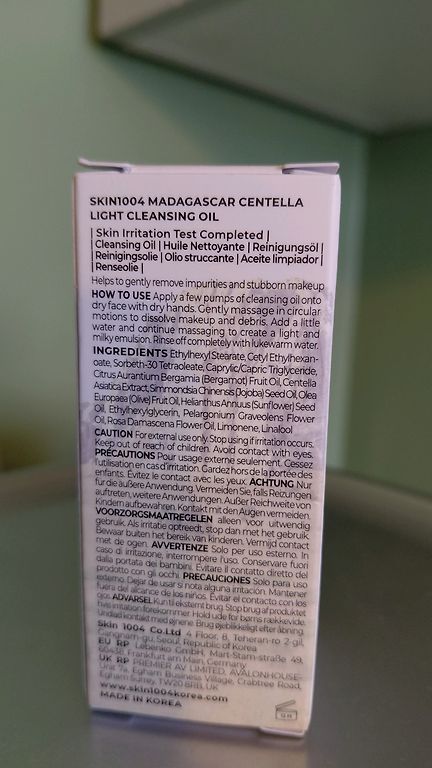 SKIN1004 MADAGASCAR CENTELLA
LIGHT CLEANSING OIL
| Skin Irritation Test Completed |
| Cleansing Oil | Huile Nettoyante | Reinigungsöl |
| Reinigingsolie | Olio struccante | Aceite limpiador |
| Renseolie |
Helps to gently remove impurities and stubborn makeup
HOW TO USE Apply a few pumps of cleansing oil onto
dry face with dry hands. Gently massage in circular
motions to dissolve makeup and debris. Add a little
water and continue massaging to create a light and
milky emulsion. Rinse off completely with lukewarm water.
INGREDIENTS Ethylhexyl Stearate, Cetyl Ethylhexan-
oate, Sorbeth-30 Tetraoleate, Caprylic/Capric Triglyceride,
Citrus Aurantium Bergamia (Bergamot) Fruit Oil, Centella
Asiatica Extract, Simmondsia Chinensis (Jojoba) Seed Oil, Olea
Europaea (Olive) Fruit Oil, Helianthus Annuus (Sunflower) Seed
Oil, Ethylhexylglycerin, Pelargonium Graveolens Flower
Oil, Rosa Damascena Flower Oil, Limonene, Linalool
CAUTION For external use only. Stop using if irritation occurs.
Keep out of reach of children. Avoid contact with eyes.
PRÉCAUTIONS Pour usage externe seulement. Cessez
l'utilisation en cas d'irritation. Gardez hors de la portée des
enfants. Évitez le contact avec les yeux. ACHTUNG Nur
für die äußere Anwendung. Vermeiden Sie, falls Reizungen
auftreten, weitere Anwendungen. Außer Reichweite von
Kindern aufbewahren. Kontakt mit den Augen vermeiden.
VOORZORGSMAATREGELEN alleen voor uitwendig
gebruik. Als irritatie optreedt, stop dan met het gebruik.
Bewaar buiten het bereik van kinderen. Vermijd contact
met de ogen. AVVERTENZE Solo per uso esterno. In
caso di irritazione, interrompere l'uso. Conservare fuori
dalla portata dei bambini. Evitare il contatto diretto del
prodotto con gli occhi. PRECAUCIONES Solo para uso
externo. Dejar de usar si nota alguna irritación. Mantener
fuera del alcance de los niños. Evitar el contacto con los
ojos. ADVARSEL Kun til eksternt brug. Stop brug af produktet
hvis irritation forekommer. Hold ude for børns rækkevide.
Undgå kontakt med øjnene. Brug øjeblikkeligt efter åbning.
Skin 1004 Co.Ltd 4 Floor, 8, Teheran-ro 2-gil,
Gangnam-gu, Seoul, Republic of Korea
EU RP Lebenko GmbH, Mart-Stam-straße 49,
60438, Frankfurt am Main, Germany
UK RP PREMIER AV LIMITED, AVALONHOUSE-
Unit 7a, Egham Business Village, Crabtree Road,
Egham Surrey, TW20 8RB, UK
www.skin1004korea.com
MADE IN KOREA